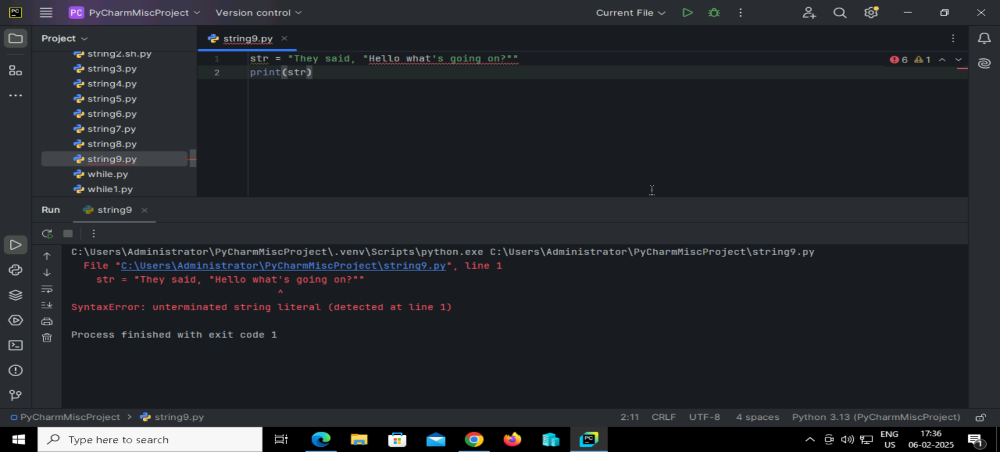 PC PC PyCharmMiscProject Version control Current File
Project string9.py
string2.sh.py
string3.py
string4.py
string5.py
string6.py
string7.py
string8.py
string9.py
while.py
while1.py
1 str = "They said, "Hello what's going on?"" 6 1
2 print(str)
Run string9
C:\Users\Administrator\PyCharmMiscProject\.venv\Scripts\python.exe C:\Users\Administrator\PyCharmMiscProject\string9.py
File "C:\Users\Administrator\PyCharmMiscProject\string9.py", line 1
str = "They said, "Hello what's going on?""
^
SyntaxError: unterminated string literal (detected at line 1)
Process finished with exit code 1
PyCharmMiscProject > string9.py 2:11 CRLF UTF-8 4 spaces Python 3.13 (PyCharmMiscProject)
Type here to search PC ENG 17:36
US 06-02-2025 1